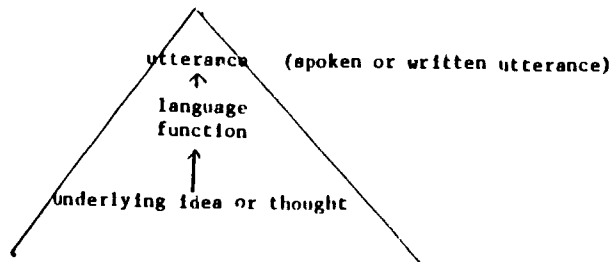 utterance (spoken or written utterance)
language
function
underlying idea or thought